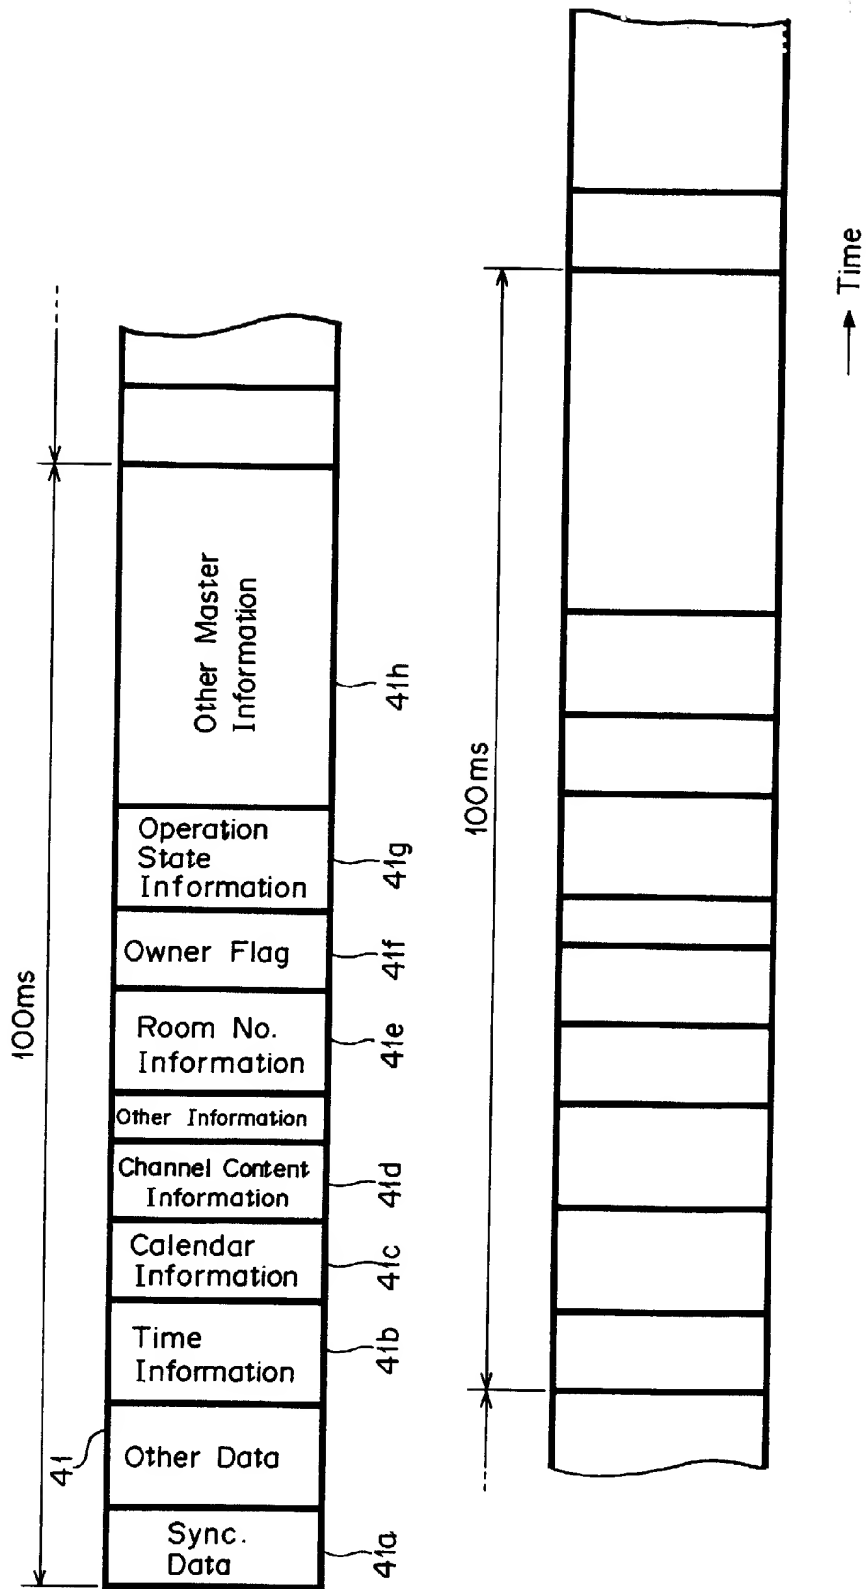 100ms
41
Sync.
Data
41a
Other Data
Time
Information
41b
Calendar
Information
41c
Channel Content
Information
41d
Other Information
Room No.
Information
41e
Owner Flag
41f
Operation
State
Information
41g
Other Master
Information
41h
100ms
Time